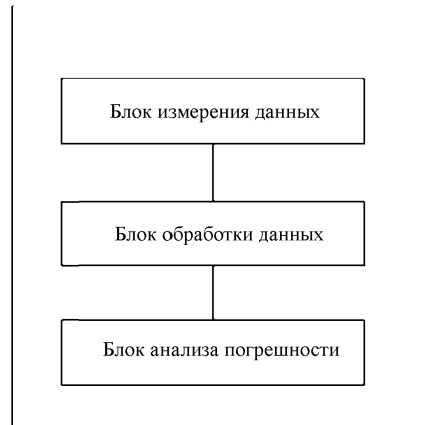 Блок измерения данных
Блок обработки данных
Блок анализа погрешности